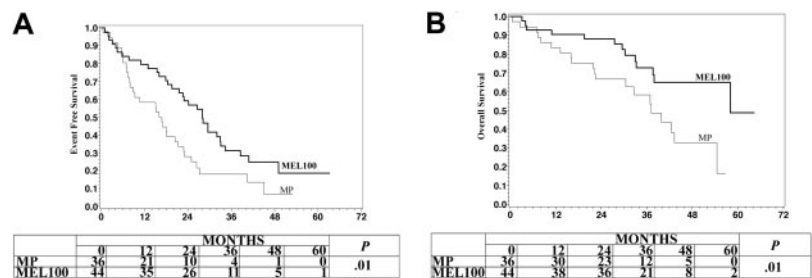 A
Event Free Survival
1.0
0.9
0.8
0.7
0.6
0.5
0.4
0.3
0.2
0.1
0.0
MEL100
MP
0 12 24 36 48 60 72
MONTHS P
0 12 24 36 48 60
MP 36 21 10 4 1 0 .01
MEL100 44 35 26 11 5 1
B
Overall Survival
1.0
0.9
0.8
0.7
0.6
0.5
0.4
0.3
0.2
0.1
0.0
MEL100
MP
0 12 24 36 48 60 72
MONTHS P
0 12 24 36 48 60
MP 36 30 23 12 5 0 .01
MEL100 44 38 36 21 8 2